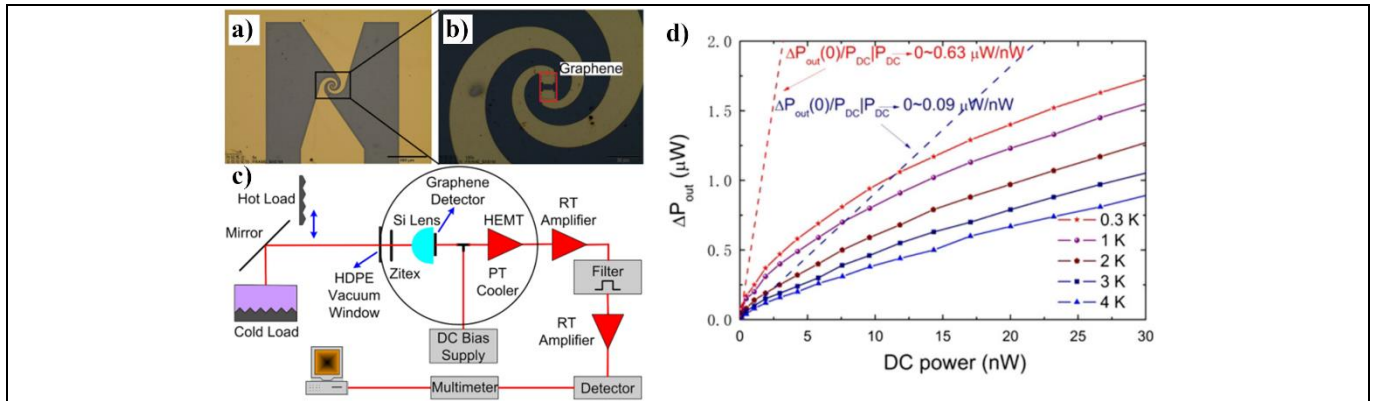 a)
b)
Graphene
c)
Hot Load
Mirror
Cold Load
HDPE
Vacuum
Window
Zitex
Si Lens
Graphene
Detector
HEMT
PT
Cooler
RT
Amplifier
Filter
RT
Amplifier
DC Bias
Supply
Multimeter
Detector
d)
ΔPout(0)/PDC|PDC→0~0.63 μW/nW
ΔPout(0)/PDC|PDC→0~0.09 μW/nW
ΔPout (μW)
2.0
1.5
1.0
0.5
0.0
0 5 10 15 20 25 30
DC power (nW)
0.3 K
1 K
2 K
3 K
4 K